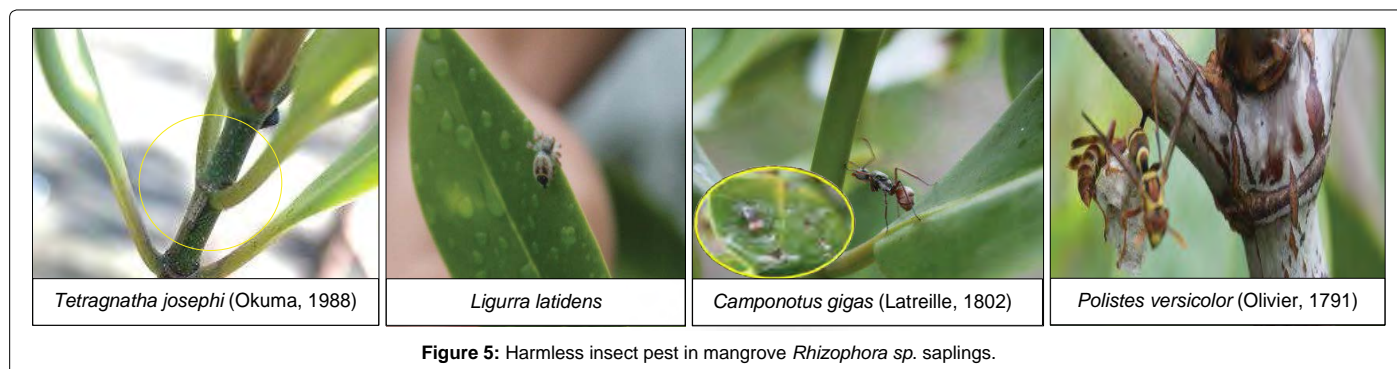 Tetragnatha josephi (Okuma, 1988)
Ligurra latidens
Camponotus gigas (Latreille, 1802)
Polistes versicolor (Olivier, 1791)
Figure 5: Harmless insect pest in mangrove Rhizophora sp. saplings.